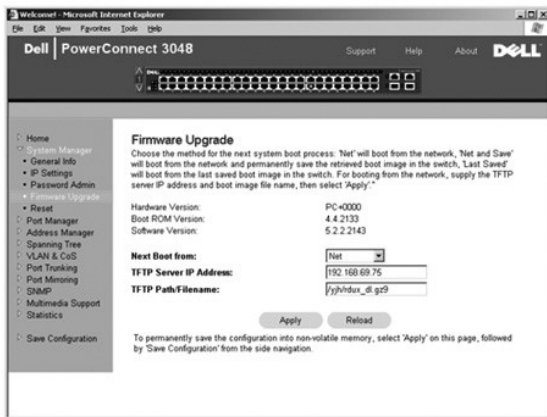 Welcome! - Microsoft Internet Explorer
File Edit View Favorites Tools Help
Dell | PowerConnect 3048
Support Help About DELL
Home
System Manager
General Info
IP Settings
Password Admin
Firmware Upgrade
Reset
Port Manager
Address Manager
Spanning Tree
VLAN & CoS
Port Trunking
Port Mirroring
SNMP
Multimedia Support
Statistics
Save Configuration
Firmware Upgrade
Choose the method for the next system boot process: 'Net' will boot from the network, 'Net and Save'
will boot from the network and permanently save the retrieved boot image in the switch, 'Last Saved'
will boot from the last saved boot image in the switch. For booting from the network, supply the TFTP
server IP address and boot image file name, then select 'Apply'.*
Hardware Version: PC+0000
Boot ROM Version: 4.4.2133
Software Version: 5.2.2.2143
Next Boot from: Net
TFTP Server IP Address: 192.168.69.75
TFTP Path/Filename: /yjh/rdux_dl.gz9
Apply Reload
To permanently save the configuration into non-volatile memory, select 'Apply' on this page, followed
by 'Save Configuration' from the side navigation.